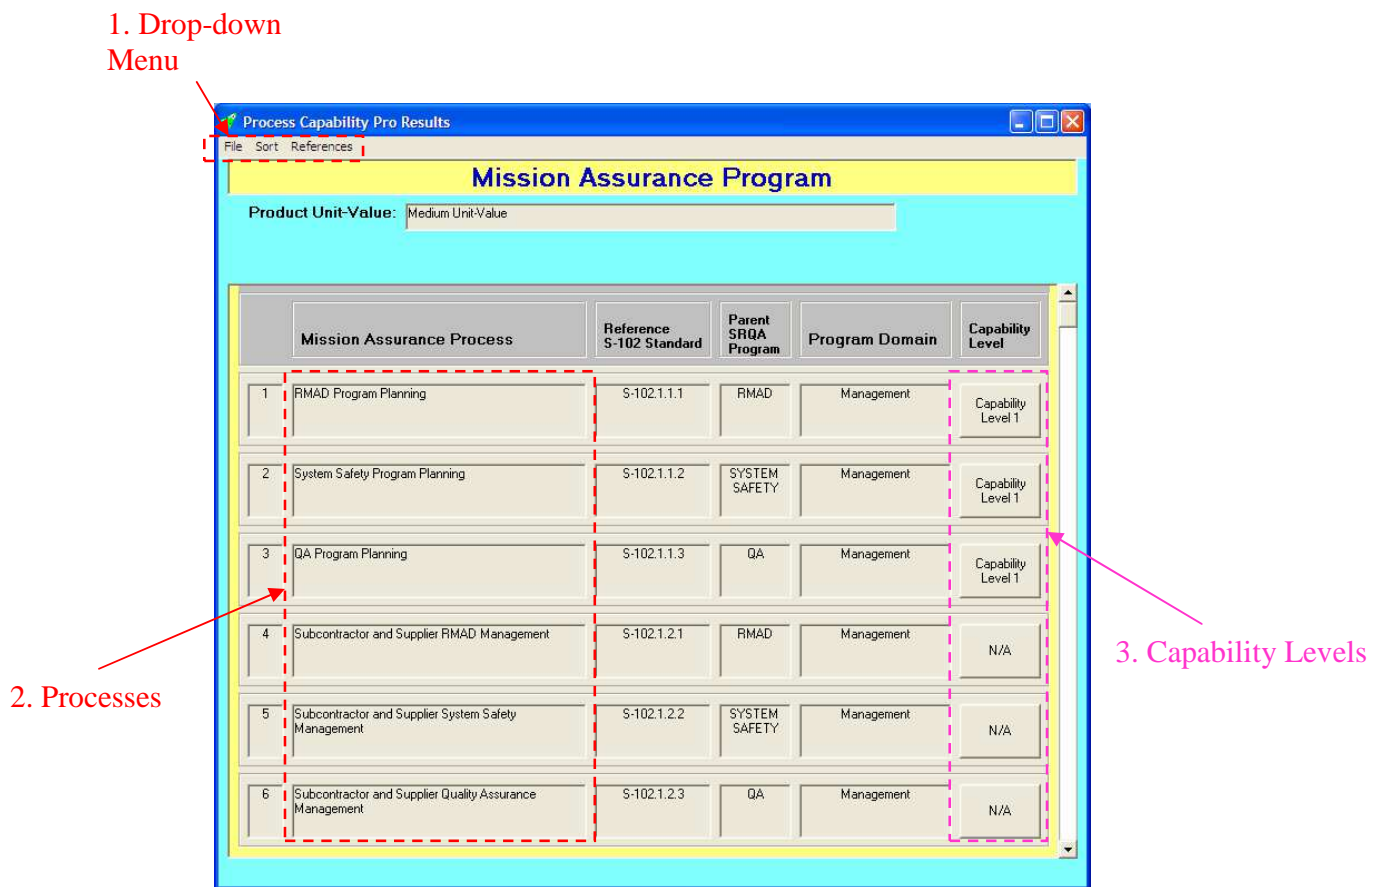 1. Drop-down
Menu
Process Capability Pro Results
File Sort References
Mission Assurance Program
Product Unit-Value: Medium Unit-Value
Mission Assurance Process
Reference
S-102 Standard
Parent
SRQA
Program
Program Domain
Capability
Level
1 RMAD Program Planning S-102.1.1.1 RMAD Management
Capability
Level 1
2 System Safety Program Planning S-102.1.1.2 SYSTEM
SAFETY
Management
Capability
Level 1
3 QA Program Planning S-102.1.1.3 QA Management
Capability
Level 1
3. Capability Levels
2. Processes
4 Subcontractor and Supplier RMAD Management S-102.1.2.1 RMAD Management
N/A
5 Subcontractor and Supplier System Safety
Management
S-102.1.2.2 SYSTEM
SAFETY
Management
N/A
6 Subcontractor and Supplier Quality Assurance
Management
S-102.1.2.3 QA Management
N/A